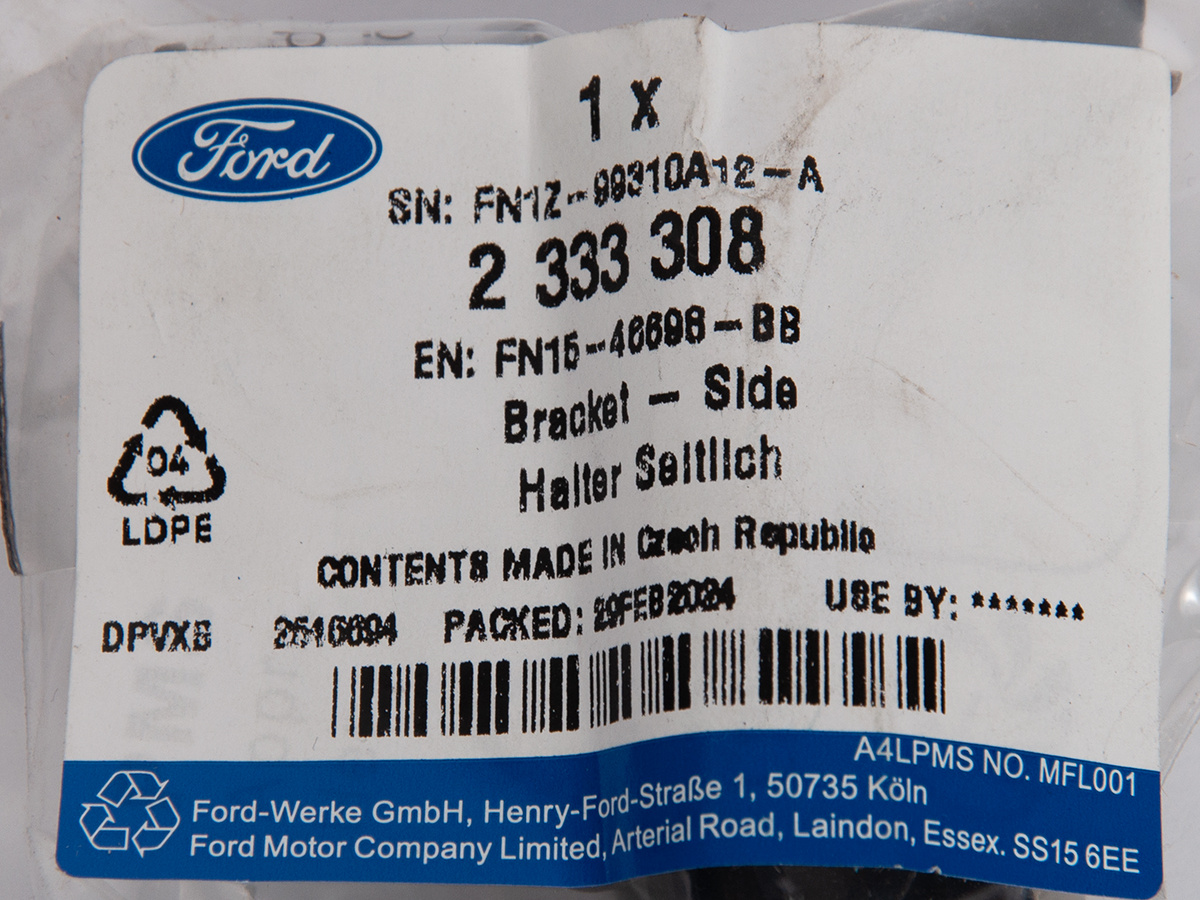 Ford
1 x
SN: FN1Z-99310A12-A
2 333 308
EN: FN15-46698-BB
Bracket - Side
Halter Seitlich
04
LDPE
CONTENTS MADE IN Czech Republic
DPVXB 2516694 PACKED: 29FEB2024 USE BY: *******
A4LPMS NO. MFL001
Ford-Werke GmbH, Henry-Ford-Straße 1, 50735 Köln
Ford Motor Company Limited, Arterial Road, Laindon, Essex. SS15 6EE